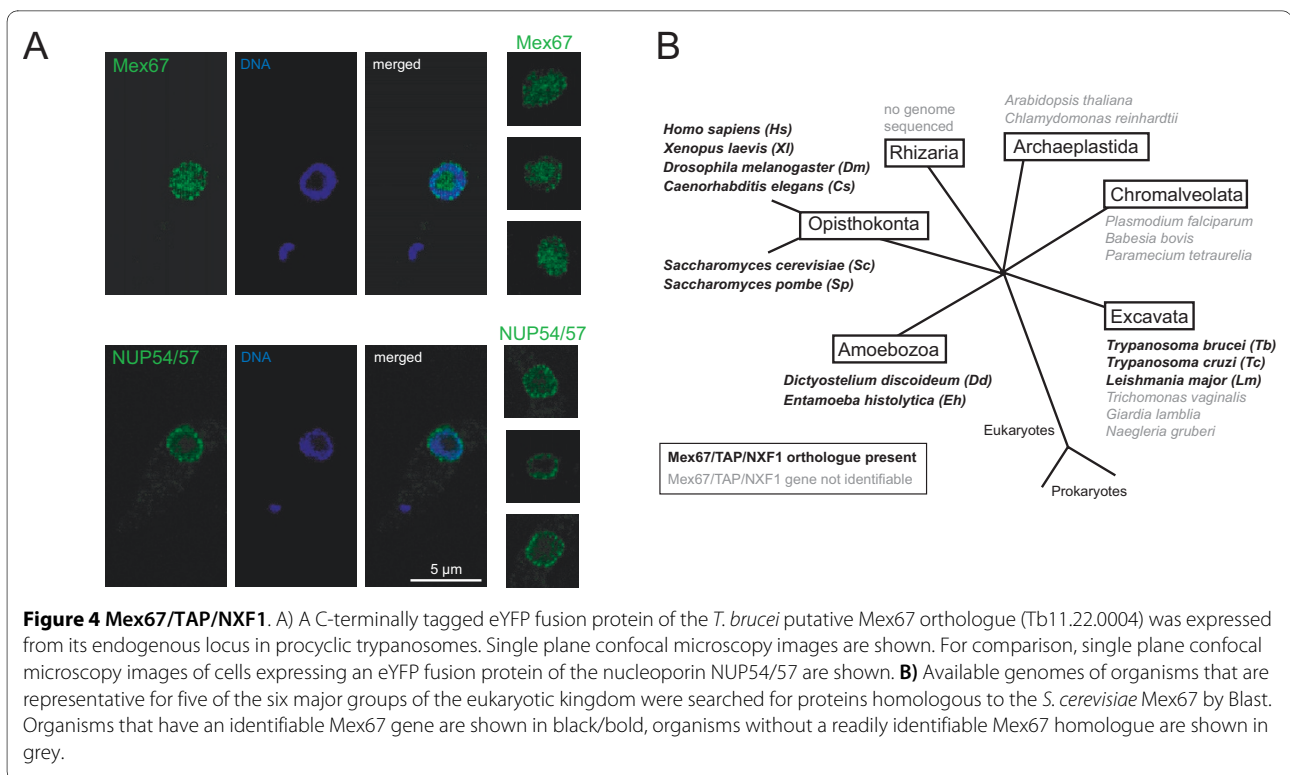 A
Mex67
DNA
merged
Mex67
NUP54/57
DNA
merged
5 µm
NUP54/57
B
Homo sapiens (Hs)
Xenopus laevis (Xl)
Drosophila melanogaster (Dm)
Caenorhabditis elegans (Cs)
Opisthokonta
Saccharomyces cerevisiae (Sc)
Saccharomyces pombe (Sp)
no genome
sequenced
Rhizaria
Arabidopsis thaliana
Chlamydomonas reinhardtii
Archaeplastida
Chromalveolata
Plasmodium falciparum
Babesia bovis
Paramecium tetraurelia
Excavata
Trypanosoma brucei (Tb)
Trypanosoma cruzi (Tc)
Leishmania major (Lm)
Trichomonas vaginalis
Giardia lamblia
Naegleria gruberi
Amoebozoa
Dictyostelium discoideum (Dd)
Entamoeba histolytica (Eh)
Eukaryotes
Prokaryotes
Mex67/TAP/NXF1 orthologue present
Mex67/TAP/NXF1 gene not identifiable
Figure 4 Mex67/TAP/NXF1. A) A C-terminally tagged eYFP fusion protein of the T. brucei putative Mex67 orthologue (Tb11.22.0004) was expressed
from its endogenous locus in procyclic trypanosomes. Single plane confocal microscopy images are shown. For comparison, single plane confocal
microscopy images of cells expressing an eYFP fusion protein of the nucleoporin NUP54/57 are shown. B) Available genomes of organisms that are
representative for five of the six major groups of the eukaryotic kingdom were searched for proteins homologous to the S. cerevisiae Mex67 by Blast.
Organisms that have an identifiable Mex67 gene are shown in black/bold, organisms without a readily identifiable Mex67 homologue are shown in
grey.